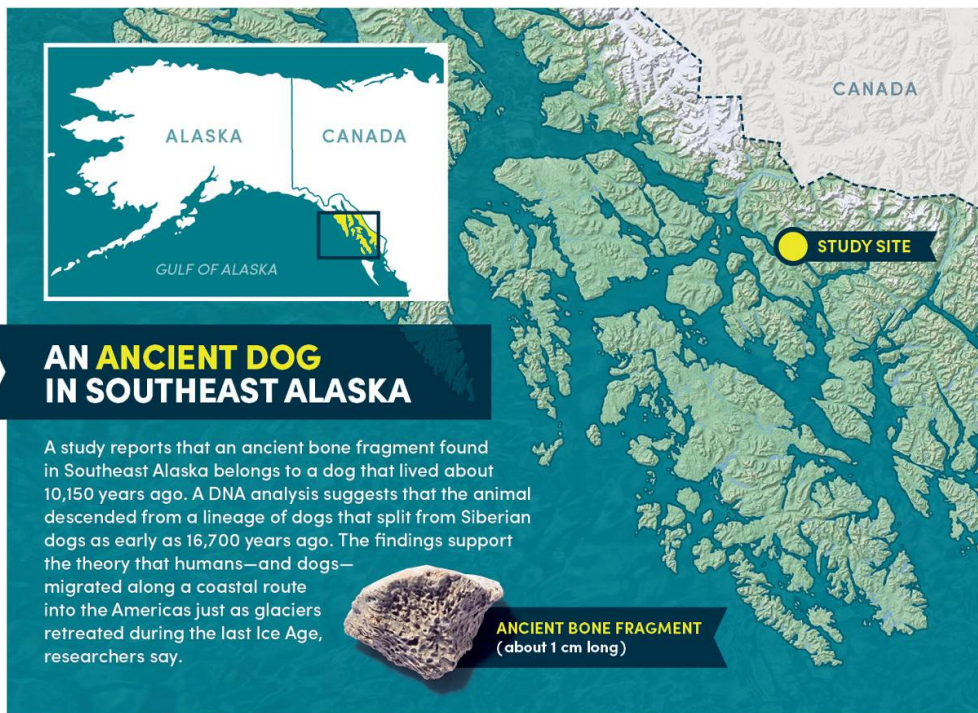 ALASKA
CANADA
GULF OF ALASKA
CANADA
STUDY SITE
AN ANCIENT DOG
IN SOUTHEAST ALASKA
A study reports that an ancient bone fragment found
in Southeast Alaska belongs to a dog that lived about
10,150 years ago. A DNA analysis suggests that the animal
descended from a lineage of dogs that split from Siberian
dogs as early as 16,700 years ago. The findings support
the theory that humans—and dogs—
migrated along a coastal route
into the Americas just as glaciers
retreated during the last Ice Age,
researchers say.
ANCIENT BONE FRAGMENT
(about 1 cm long)